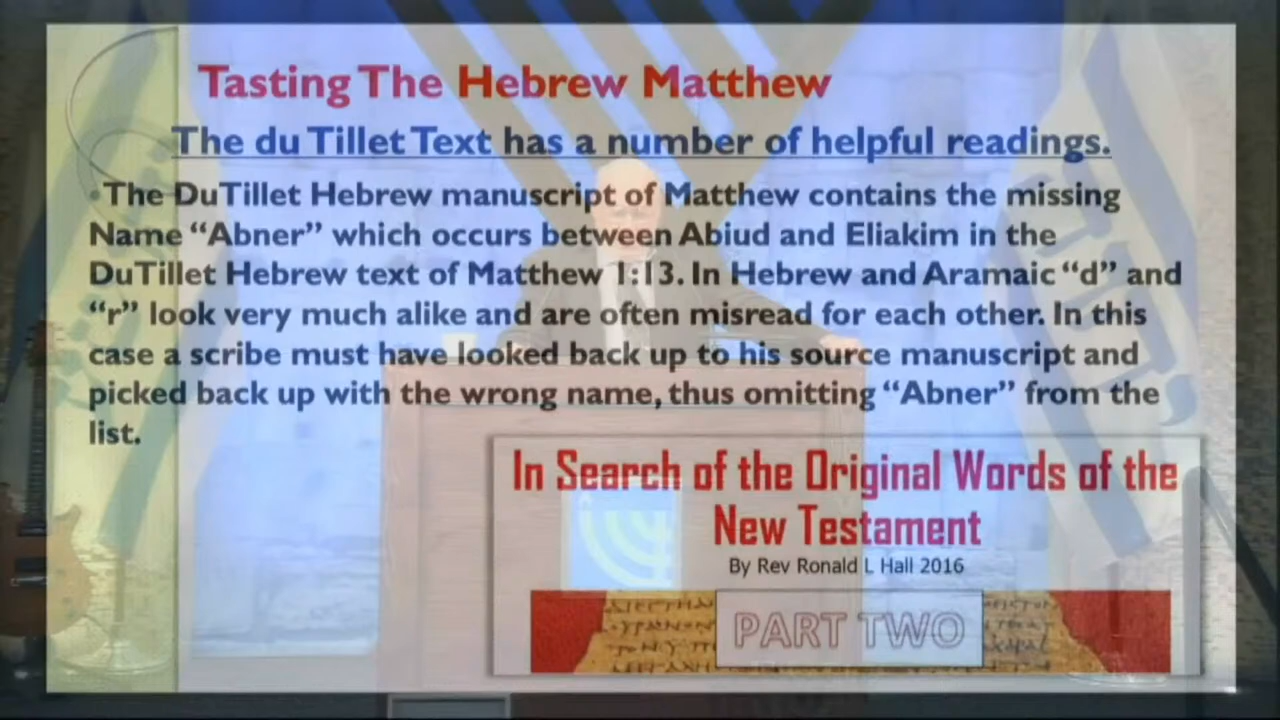 Tasting The Hebrew Matthew
The du Tillet Text has a number of helpful readings.
•The DuTillet Hebrew manuscript of Matthew contains the missing
Name “Abner” which occurs between Abiud and Eliakim in the
DuTillet Hebrew text of Matthew 1:13. In Hebrew and Aramaic “d” and
“r” look very much alike and are often misread for each other. In this
case a scribe must have looked back up to his source manuscript and
picked back up with the wrong name, thus omitting “Abner” from the
list.
In Search of the Original Words of the
New Testament
By Rev Ronald L Hall 2016
PART TWO